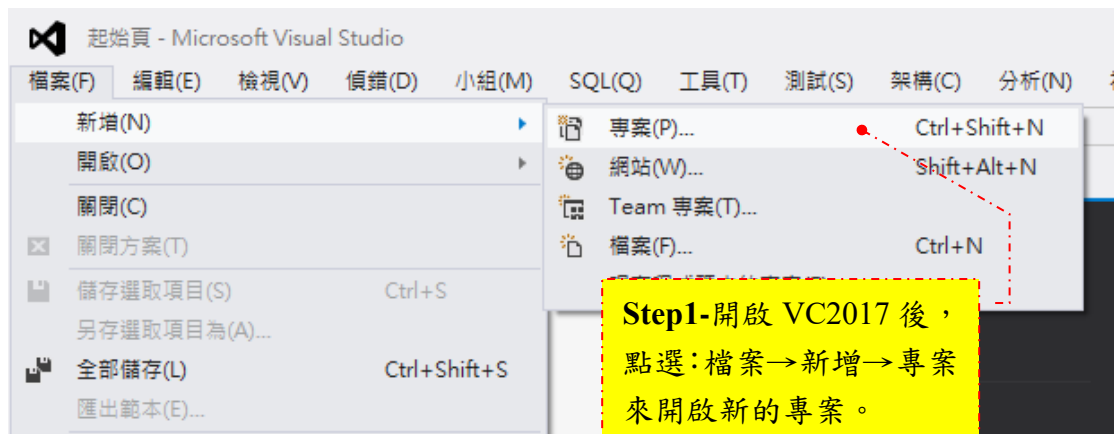 起始頁 - Microsoft Visual Studio
檔案(F) 編輯(E) 檢視(V) 偵錯(D) 小組(M) SQL(Q) 工具(T) 測試(S) 架構(C) 分析(N)
新增(N)
專案(P)... Ctrl+Shift+N
開啟(O)
網站(W)... Shift+Alt+N
關閉(C)
Team 專案(T)...
關閉方案(T)
檔案(F)... Ctrl+N
儲存選取項目(S) Ctrl+S
另存選取項目為(A)...
全部儲存(L) Ctrl+Shift+S
匯出範本(E)...
Step1-開啟 VC2017 後，
點選：檔案→新增→專案
來開啟新的專案。